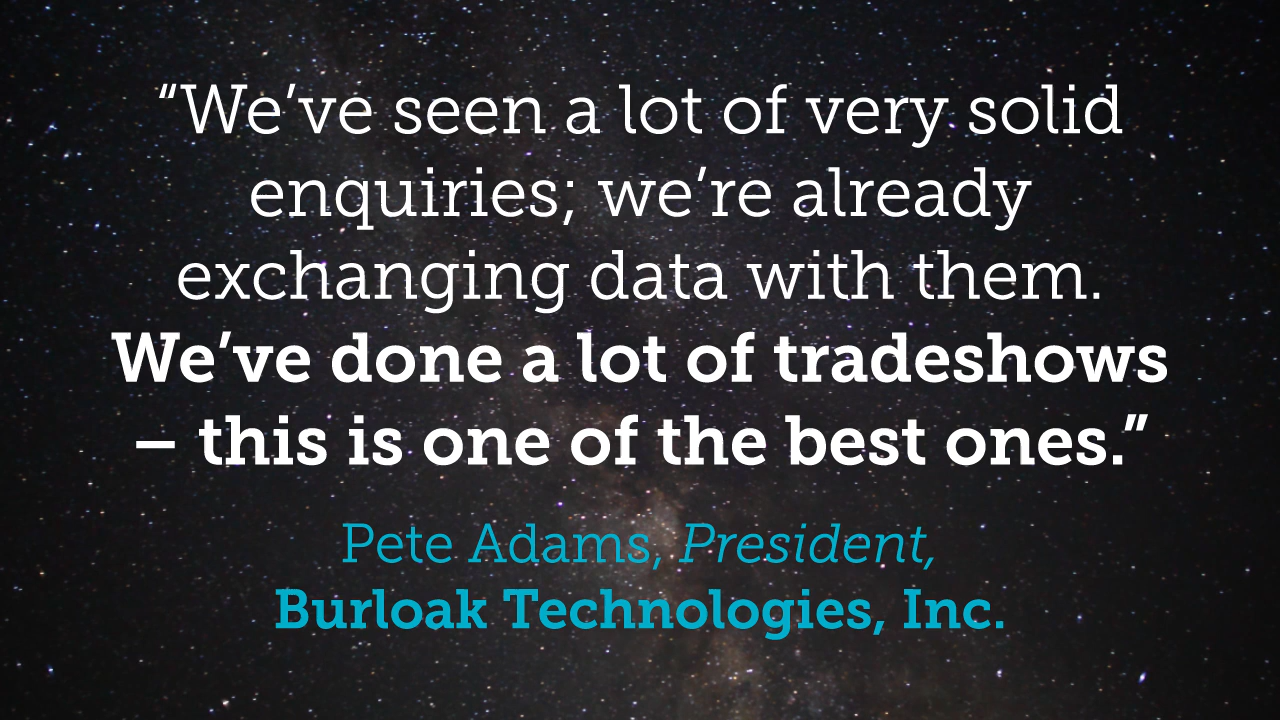 “We’ve seen a lot of very solid
enquiries; we’re already
exchanging data with them.
We’ve done a lot of tradeshows
– this is one of the best ones.”
Pete Adams, President,
Burloak Technologies, Inc.